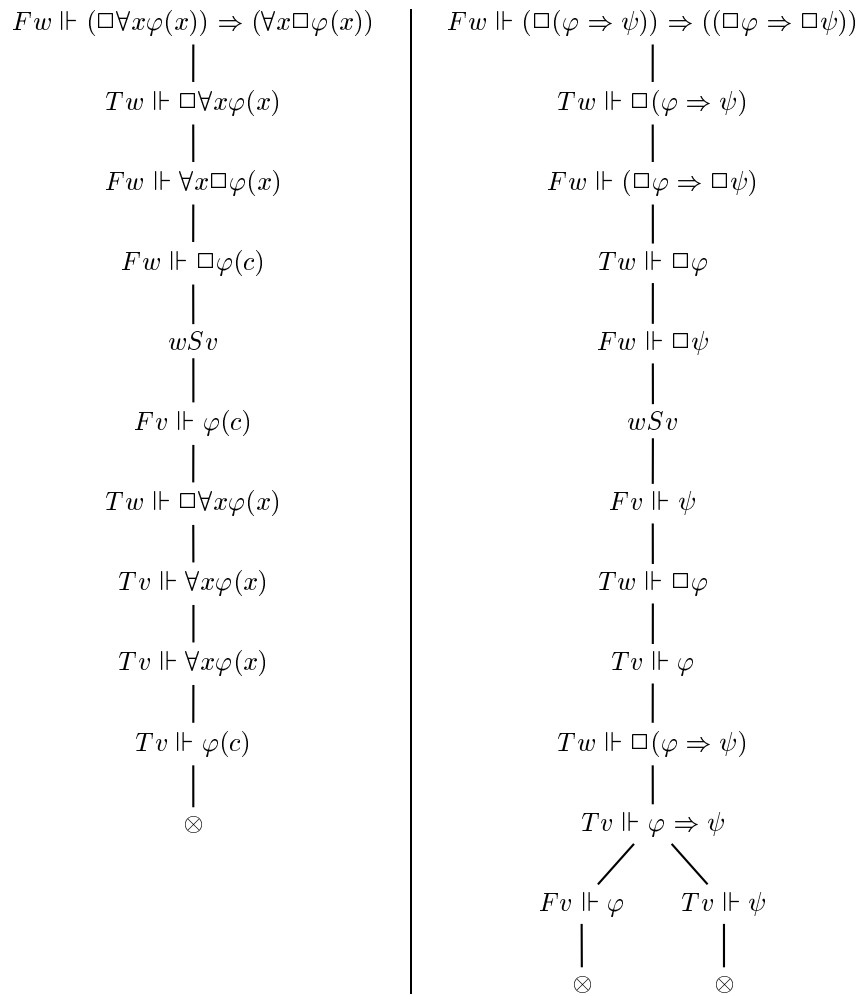 Fw ⊩ (□∀xφ(x)) ⇒ (∀x□φ(x))
Tw ⊩ □∀xφ(x)
Fw ⊩ ∀x□φ(x)
Fw ⊩ □φ(c)
wSv
Fv ⊩ φ(c)
Tw ⊩ □∀xφ(x)
Tv ⊩ ∀xφ(x)
Tv ⊩ ∀xφ(x)
Tv ⊩ φ(c)
⊗
Fw ⊩ (□(φ ⇒ ψ)) ⇒ ((□φ ⇒ □ψ))
Tw ⊩ □(φ ⇒ ψ)
Fw ⊩ (□φ ⇒ □ψ)
Tw ⊩ □φ
Fw ⊩ □ψ
wSv
Fv ⊩ ψ
Tw ⊩ □φ
Tv ⊩ φ
Tw ⊩ □(φ ⇒ ψ)
Tv ⊩ φ ⇒ ψ
Fv ⊩ φ Tv ⊩ ψ
⊗ ⊗